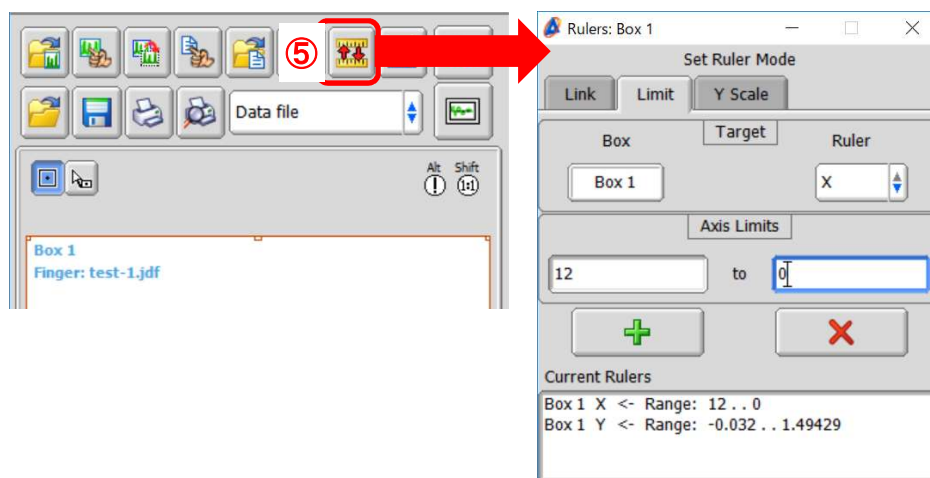 ⑤
Data file
Alt Shift
1:1
Box 1
Finger: test-1.jdf
Rulers: Box 1
Set Ruler Mode
Link Limit Y Scale
Target
Box Ruler
Box 1 X
Axis Limits
12 to 0
Current Rulers
Box 1 X <- Range: 12 . . 0
Box 1 Y <- Range: -0.032 . . 1.49429